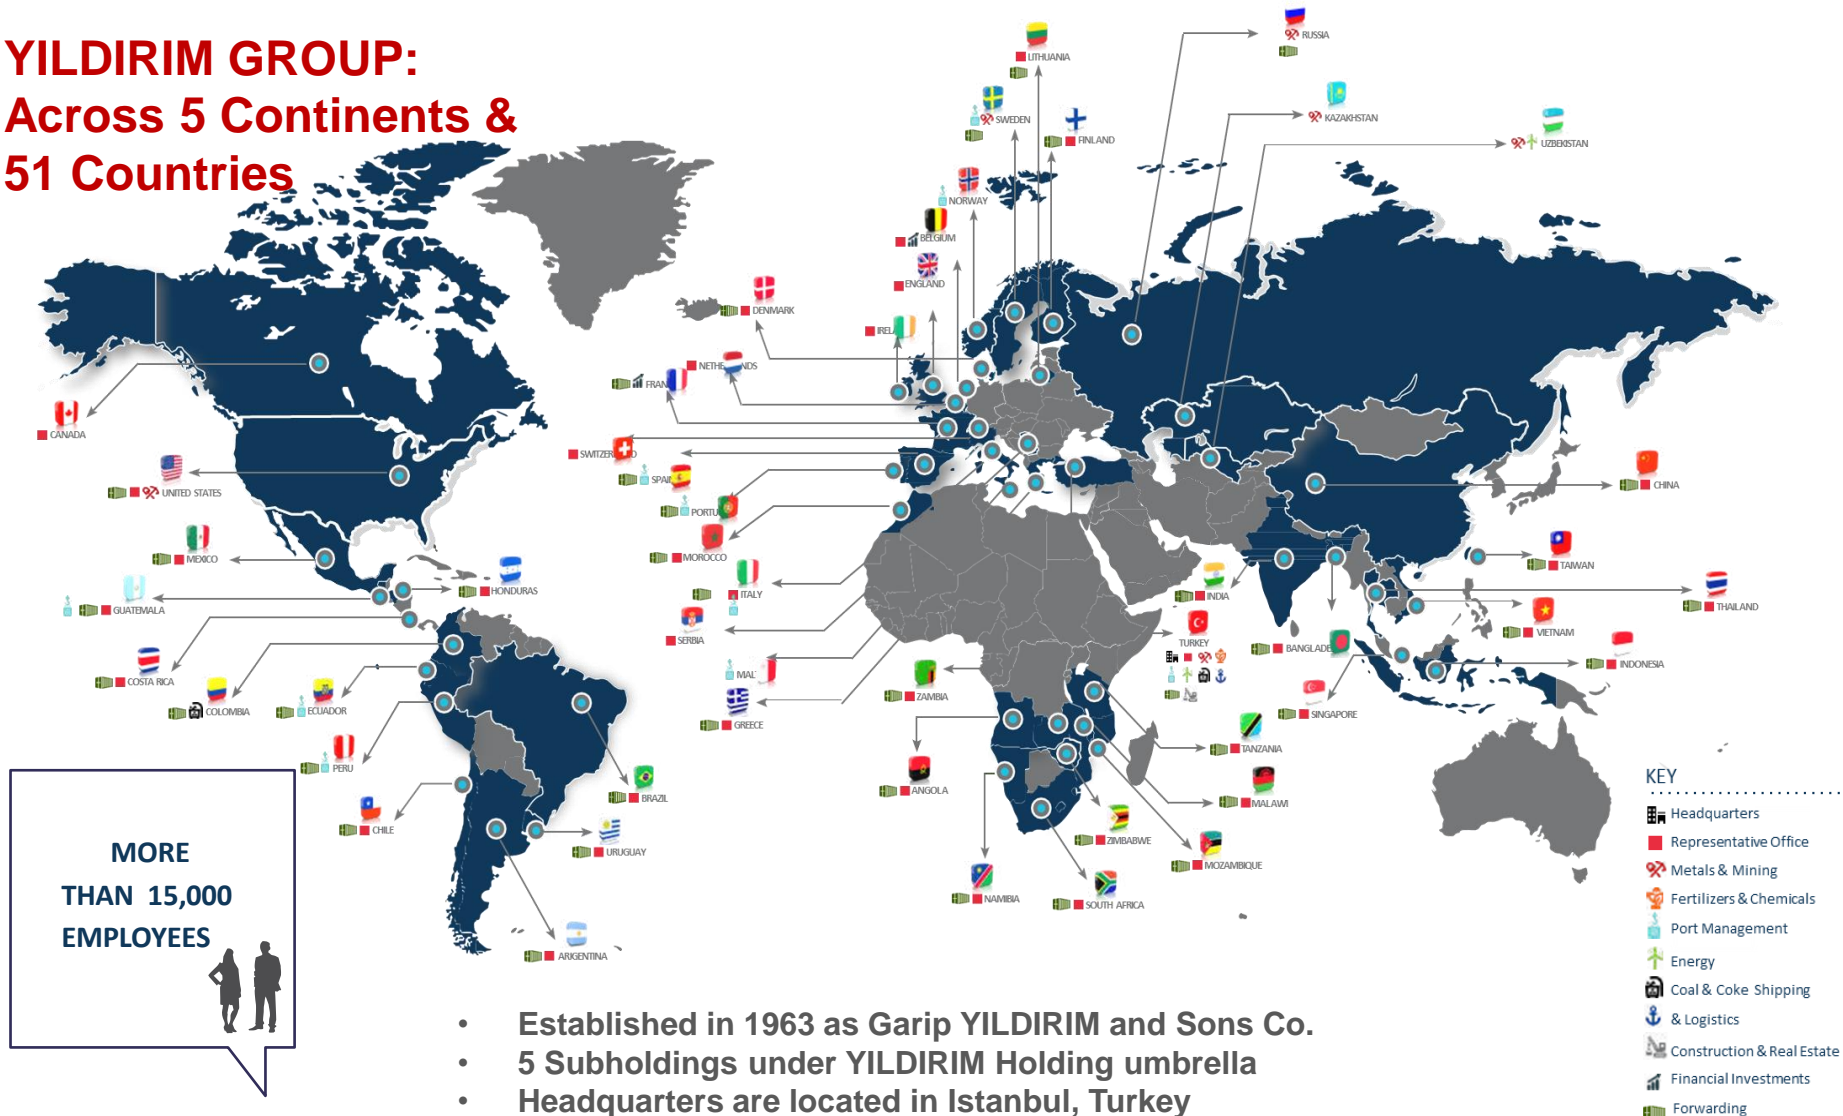 YILDIRIM GROUP:
Across 5 Continents &
51 Countries
RUSSIA
LITHUANIA
KAZAKHSTAN
SWEDEN
FINLAND
UZBEKISTAN
NORWAY
BELGIUM
ENGLAND
DENMARK
IREL
NETHE NDS
FRAN
CANADA
SWITZER D
SPAI
UNITED STATES
CHINA
PORTU
MEXICO
MOROCCO
TAIWAN
HONDURAS
ITALY
INDIA
GUATEMALA
THAILAND
VIETNAM
SERBIA
TURKEY
BANGLADE
INDONESIA
MAL
COSTA RICA
ZAMBIA
COLOMBIA
ECUADOR
SINGAPORE
GREECE
TANZANIA
PERU
ANGOLA
BRAZIL
MALAWI
CHILE
ZIMBABWE
URUGUAY
MOZAMBIQUE
NAMIBIA
SOUTH AFRICA
ARIGENTINA
MORE
THAN 15,000
EMPLOYEES
KEY
Headquarters
Representative Office
Metals & Mining
Fertilizers & Chemicals
Port Management
Energy
Coal & Coke Shipping
& Logistics
Construction & Real Estate
Financial Investments
Forwarding
• Established in 1963 as Garip YILDIRIM and Sons Co.
• 5 Subholdings under YILDIRIM Holding umbrella
• Headquarters are located in Istanbul, Turkey